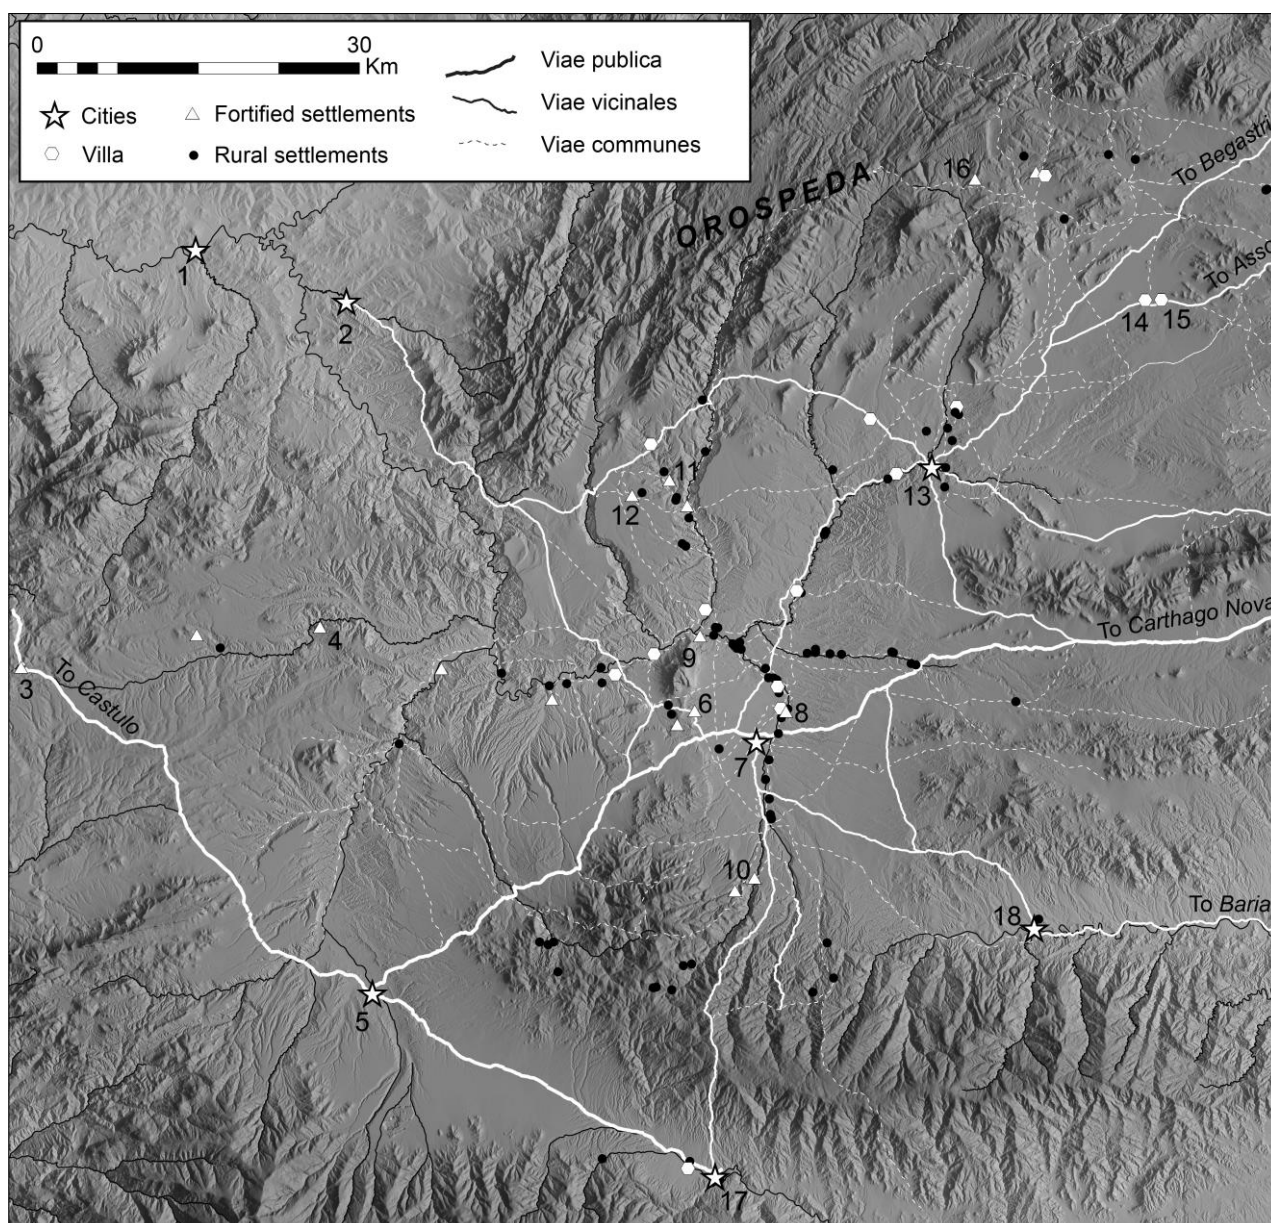 0 30
Km
Cities
Fortified settlements
Villa
Rural settlements
Viae publica
Viae vicinales
Viae communes
OROSPEDA
16
To Begastri
1
2
To Asso
14 15
11
12
13
To Carthago Nova
4
9
3
To Castulo
6
8
7
10
18
To Baria
5
17